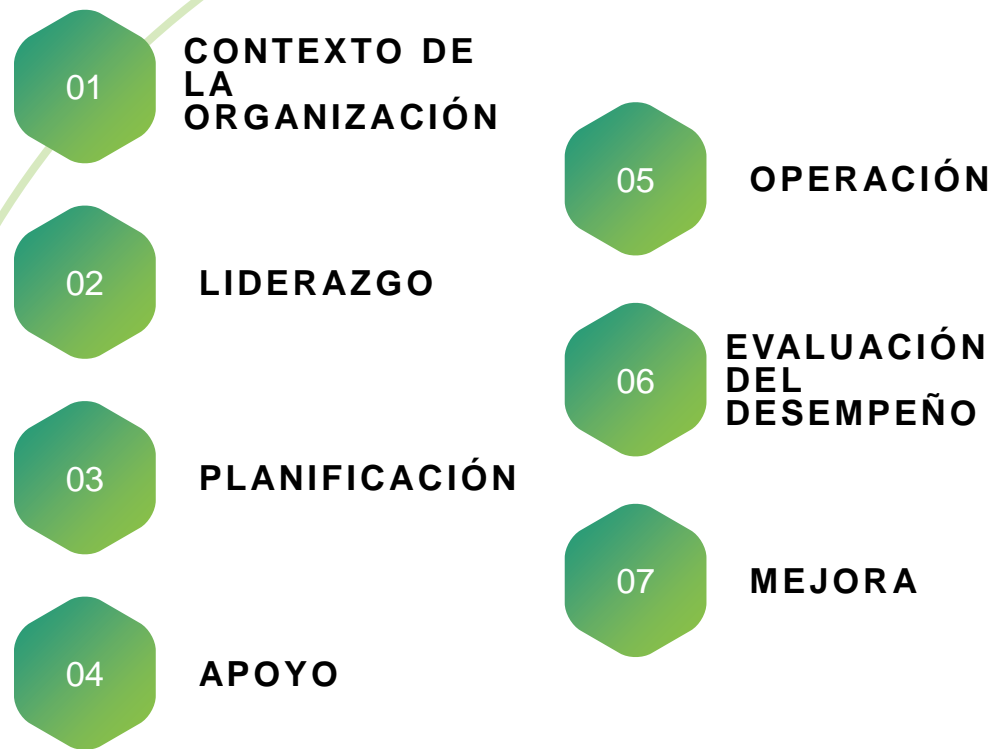 01
CONTEXTO DE
LA
ORGANIZACIÓN
02
LIDERAZGO
03
PLANIFICACIÓN
04
APOYO
05
OPERACIÓN
06
EVALUACIÓN
DEL
DESEMPEÑO
07
MEJORA